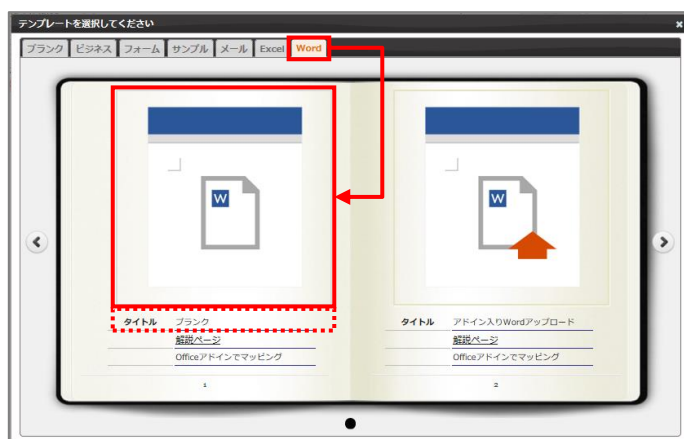 テンプレートを選択してください
ブランク ビジネス フォーム サンプル メール Excel Word
W
タイトル ブランク
解説ページ
Officeアドインでマッピング
1
W
タイトル アドイン入りWordアップロード
解説ページ
Officeアドインでマッピング
2